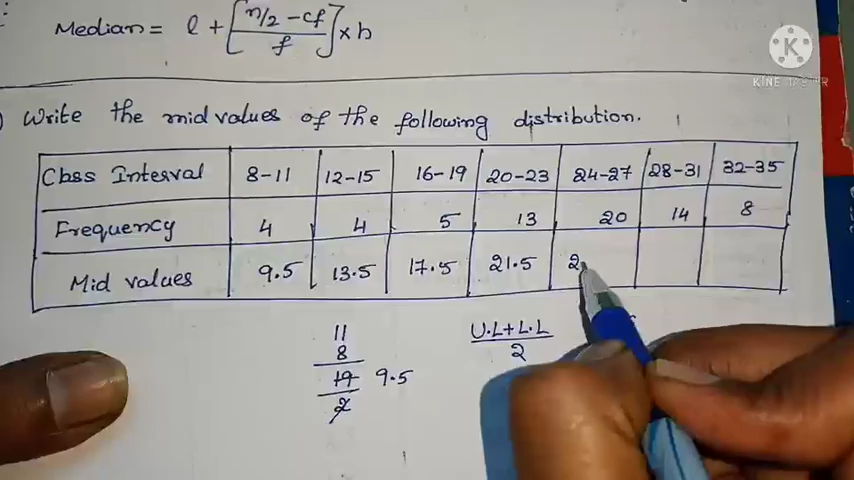 Median = l + [n/2 - cf / f] × h
K
KINE MASTER
) Write the mid values of the following distribution.
Class Interval 8-11 12-15 16-19 20-23 24-27 28-31 32-35
Frequency 4 4 5 13 20 14 8
Mid values 9.5 13.5 17.5 21.5 2
11
8
19
2
9.5
U.L+L.L
2